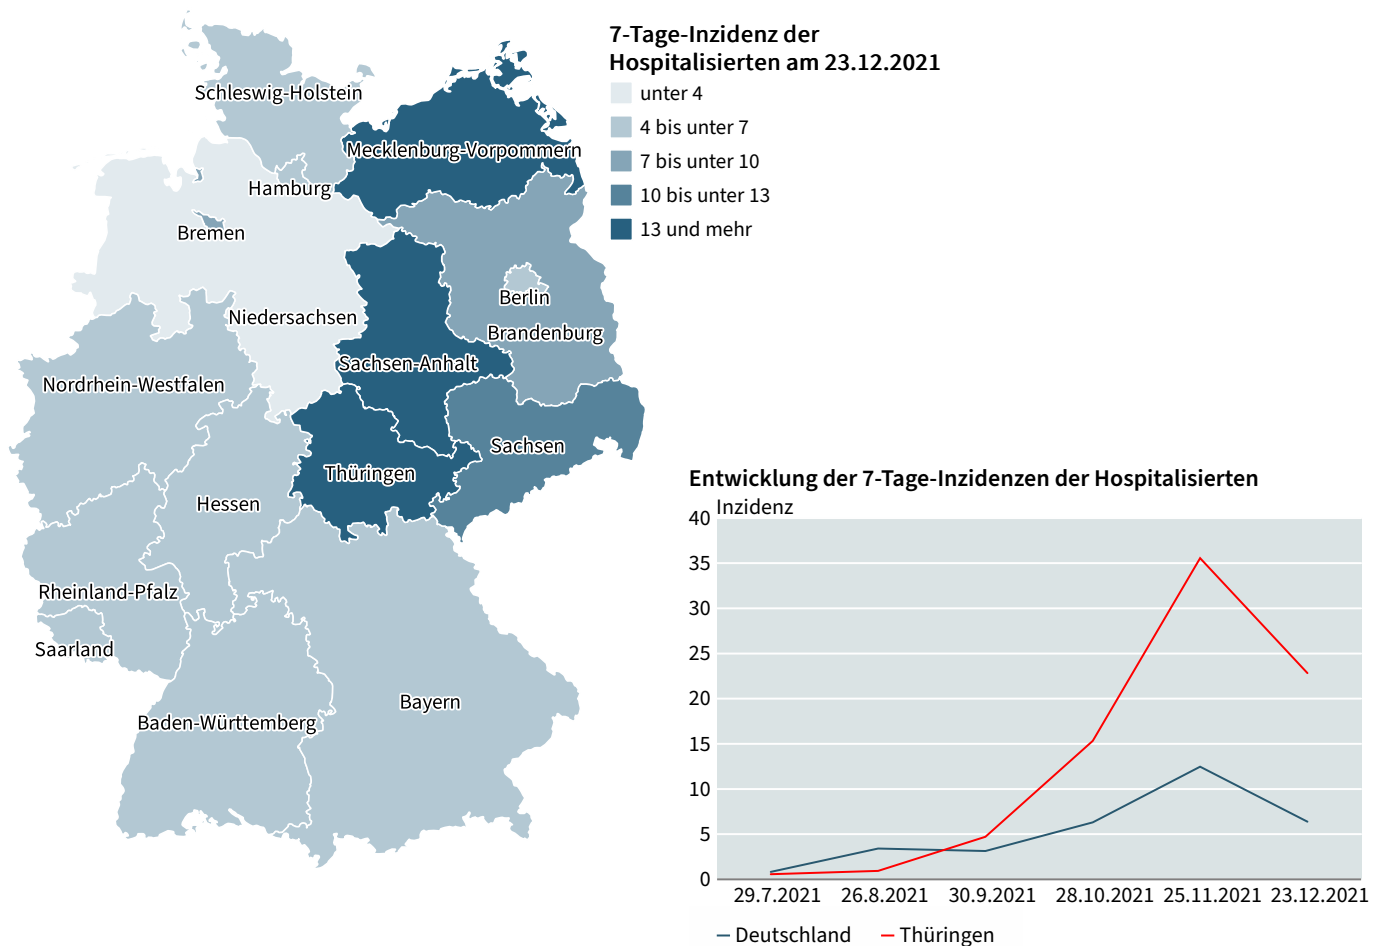 7-Tage-Inzidenz der
Hospitalisierten am 23.12.2021
unter 4
4 bis unter 7
7 bis unter 10
10 bis unter 13
13 und mehr
Schleswig-Holstein
Mecklenburg-Vorpommern
Hamburg
Bremen
Berlin
Niedersachsen
Brandenburg
Sachsen-Anhalt
Nordrhein-Westfalen
Sachsen
Thüringen
Hessen
Rheinland-Pfalz
Saarland
Bayern
Baden-Württemberg
Entwicklung der 7-Tage-Inzidenzen der Hospitalisierten
Inzidenz
40
35
30
25
20
15
10
5
0
29.7.2021 26.8.2021 30.9.2021 28.10.2021 25.11.2021 23.12.2021
Deutschland Thüringen